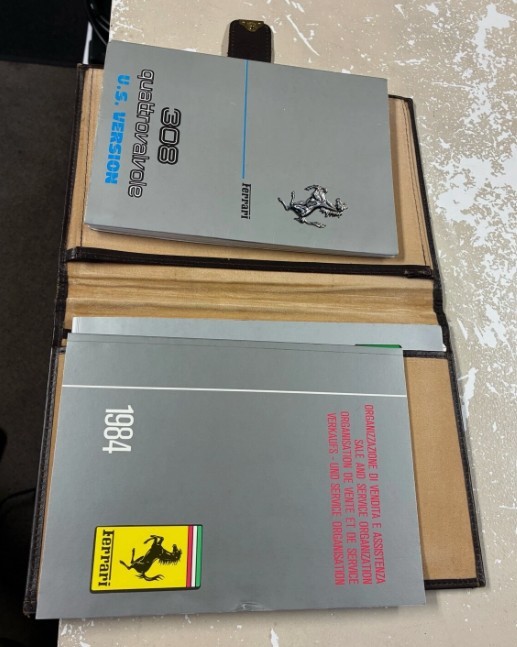 308
quattrovalvole
U.S. VERSION
Ferrari
ORGANIZZAZIONE DI VENDITA E ASSISTENZA
SALE AND SERVICE ORGANIZATION
ORGANISATION DE VENTE ET DE SERVICE
VERKAUFS - UND SERVICE ORGANISATION
1984
Ferrari